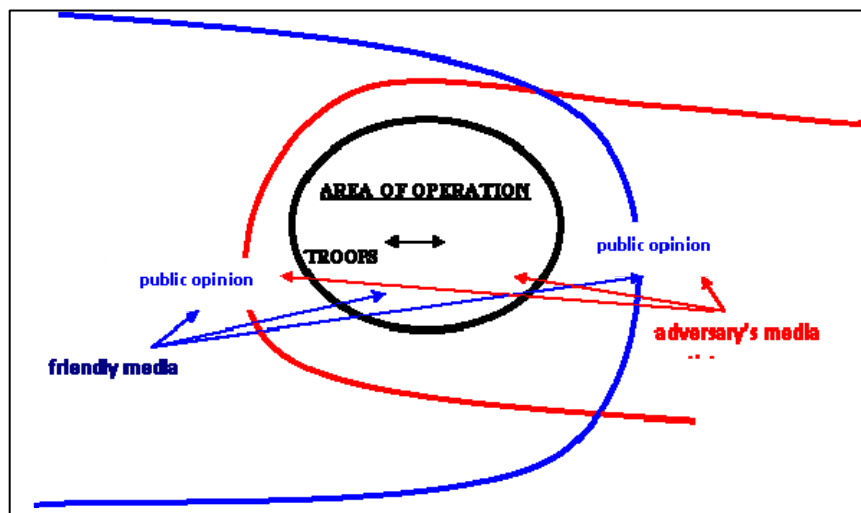 AREA OF OPERATION
TROOPS
public opinion
public opinion
friendly media
adversary's media